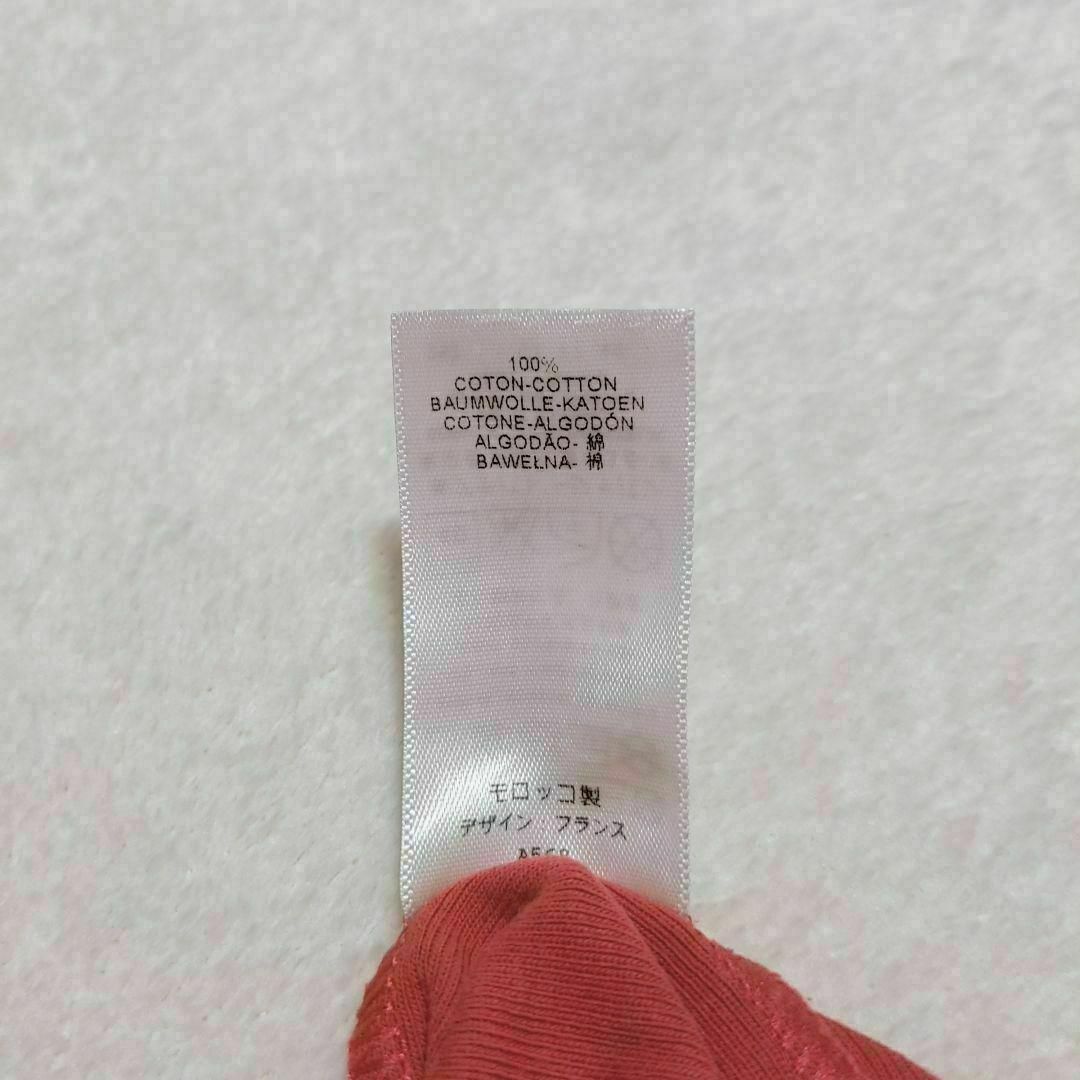 100%
COTON-COTTON
BAUMWOLLE-KATOEN
COTONE-ALGODÓN
ALGODÃO- 綿
BAWEŁNA- 棉
モロッコ製
デザイン フランス